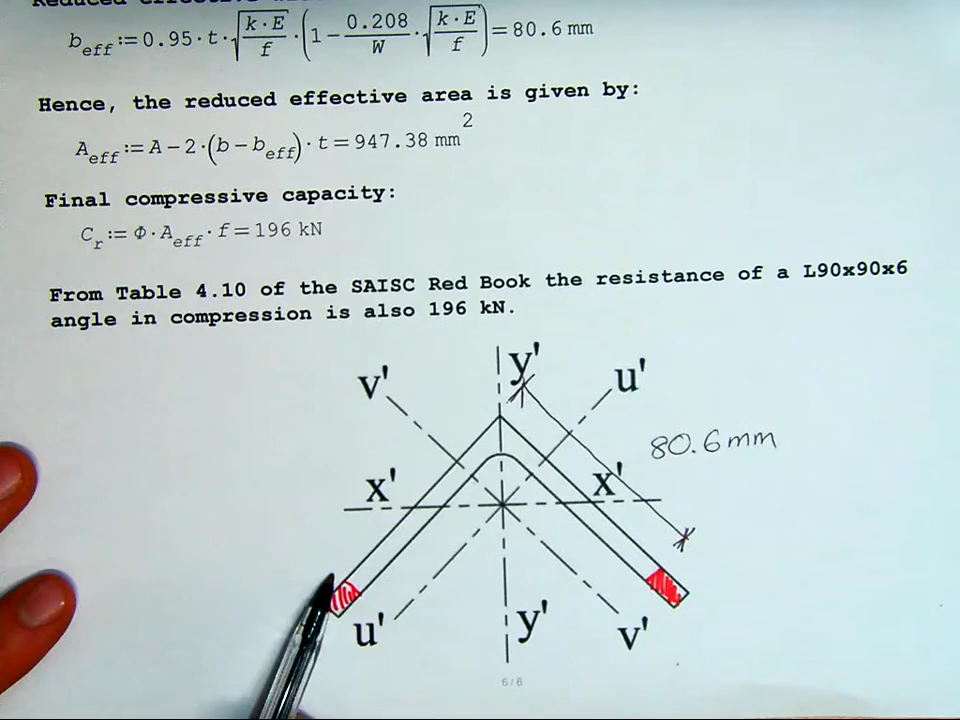 b_eff := 0.95 · t · √(k · E / f) · (1 − 0.208 / W · √(k · E / f)) = 80.6 mm
Hence, the reduced effective area is given by:
A_eff := A − 2 · (b − b_eff) · t = 947.38 mm²
Final compressive capacity:
C_r := Φ · A_eff · f = 196 kN
From Table 4.10 of the SAISC Red Book the resistance of a L90x90x6
angle in compression is also 196 kN.
y'
v' u'
80.6mm
x' x'
u' y' v'
6/6